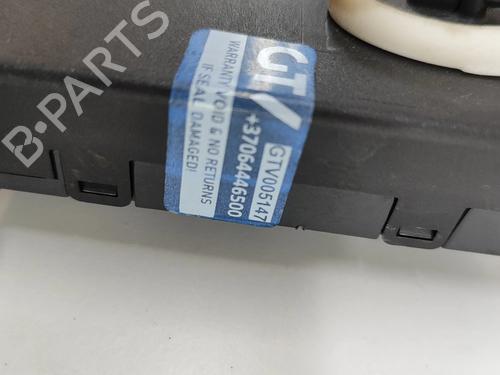 GTV
GTV005147
+37064446500
WARRANTY VOID & NO RETURNS
IF SEAL DAMAGED!
B-PARTS